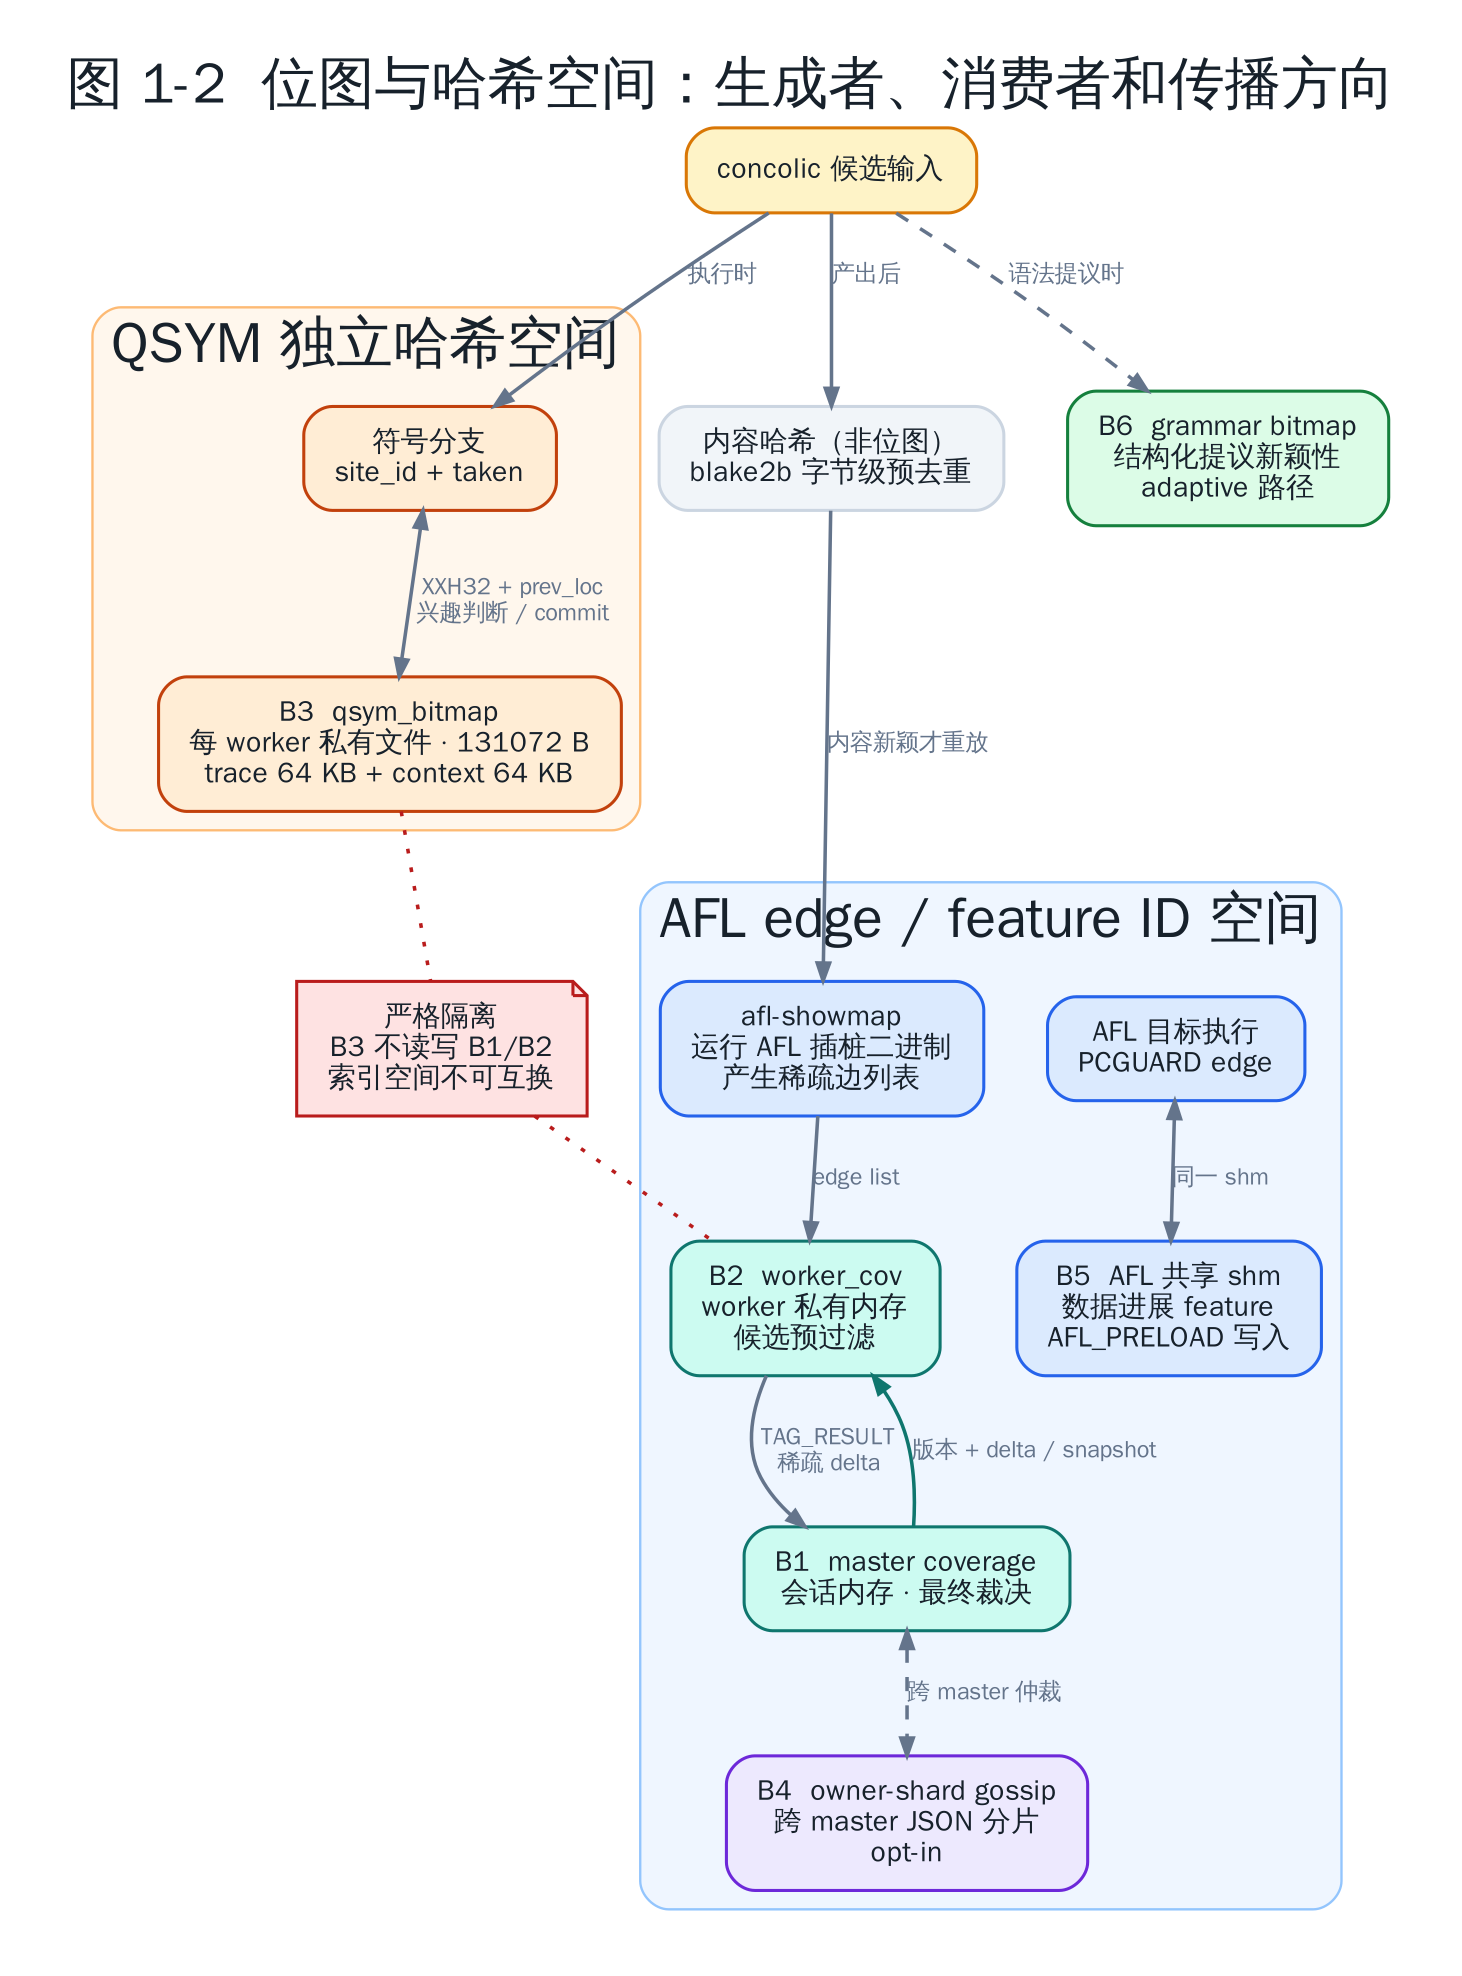 图 1-2  位图与哈希空间：生成者、消费者和传播方向
concolic 候选输入
执行时
产出后
语法提议时
QSYM 独立哈希空间
符号分支
site_id + taken
内容哈希（非位图）
blake2b 字节级预去重
B6  grammar bitmap
结构化提议新颖性
adaptive 路径
XXH32 + prev_loc
兴趣判断 / commit
B3  qsym_bitmap
每 worker 私有文件 · 131072 B
trace 64 KB + context 64 KB
内容新颖才重放
AFL edge / feature ID 空间
严格隔离
B3 不读写 B1/B2
索引空间不可互换
afl-showmap
运行 AFL 插桩二进制
产生稀疏边列表
AFL 目标执行
PCGUARD edge
edge list
同一 shm
B2  worker_cov
worker 私有内存
候选预过滤
B5  AFL 共享 shm
数据进展 feature
AFL_PRELOAD 写入
TAG_RESULT
稀疏 delta
版本 + delta / snapshot
B1  master coverage
会话内存 · 最终裁决
跨 master 仲裁
B4  owner-shard gossip
跨 master JSON 分片
opt-in